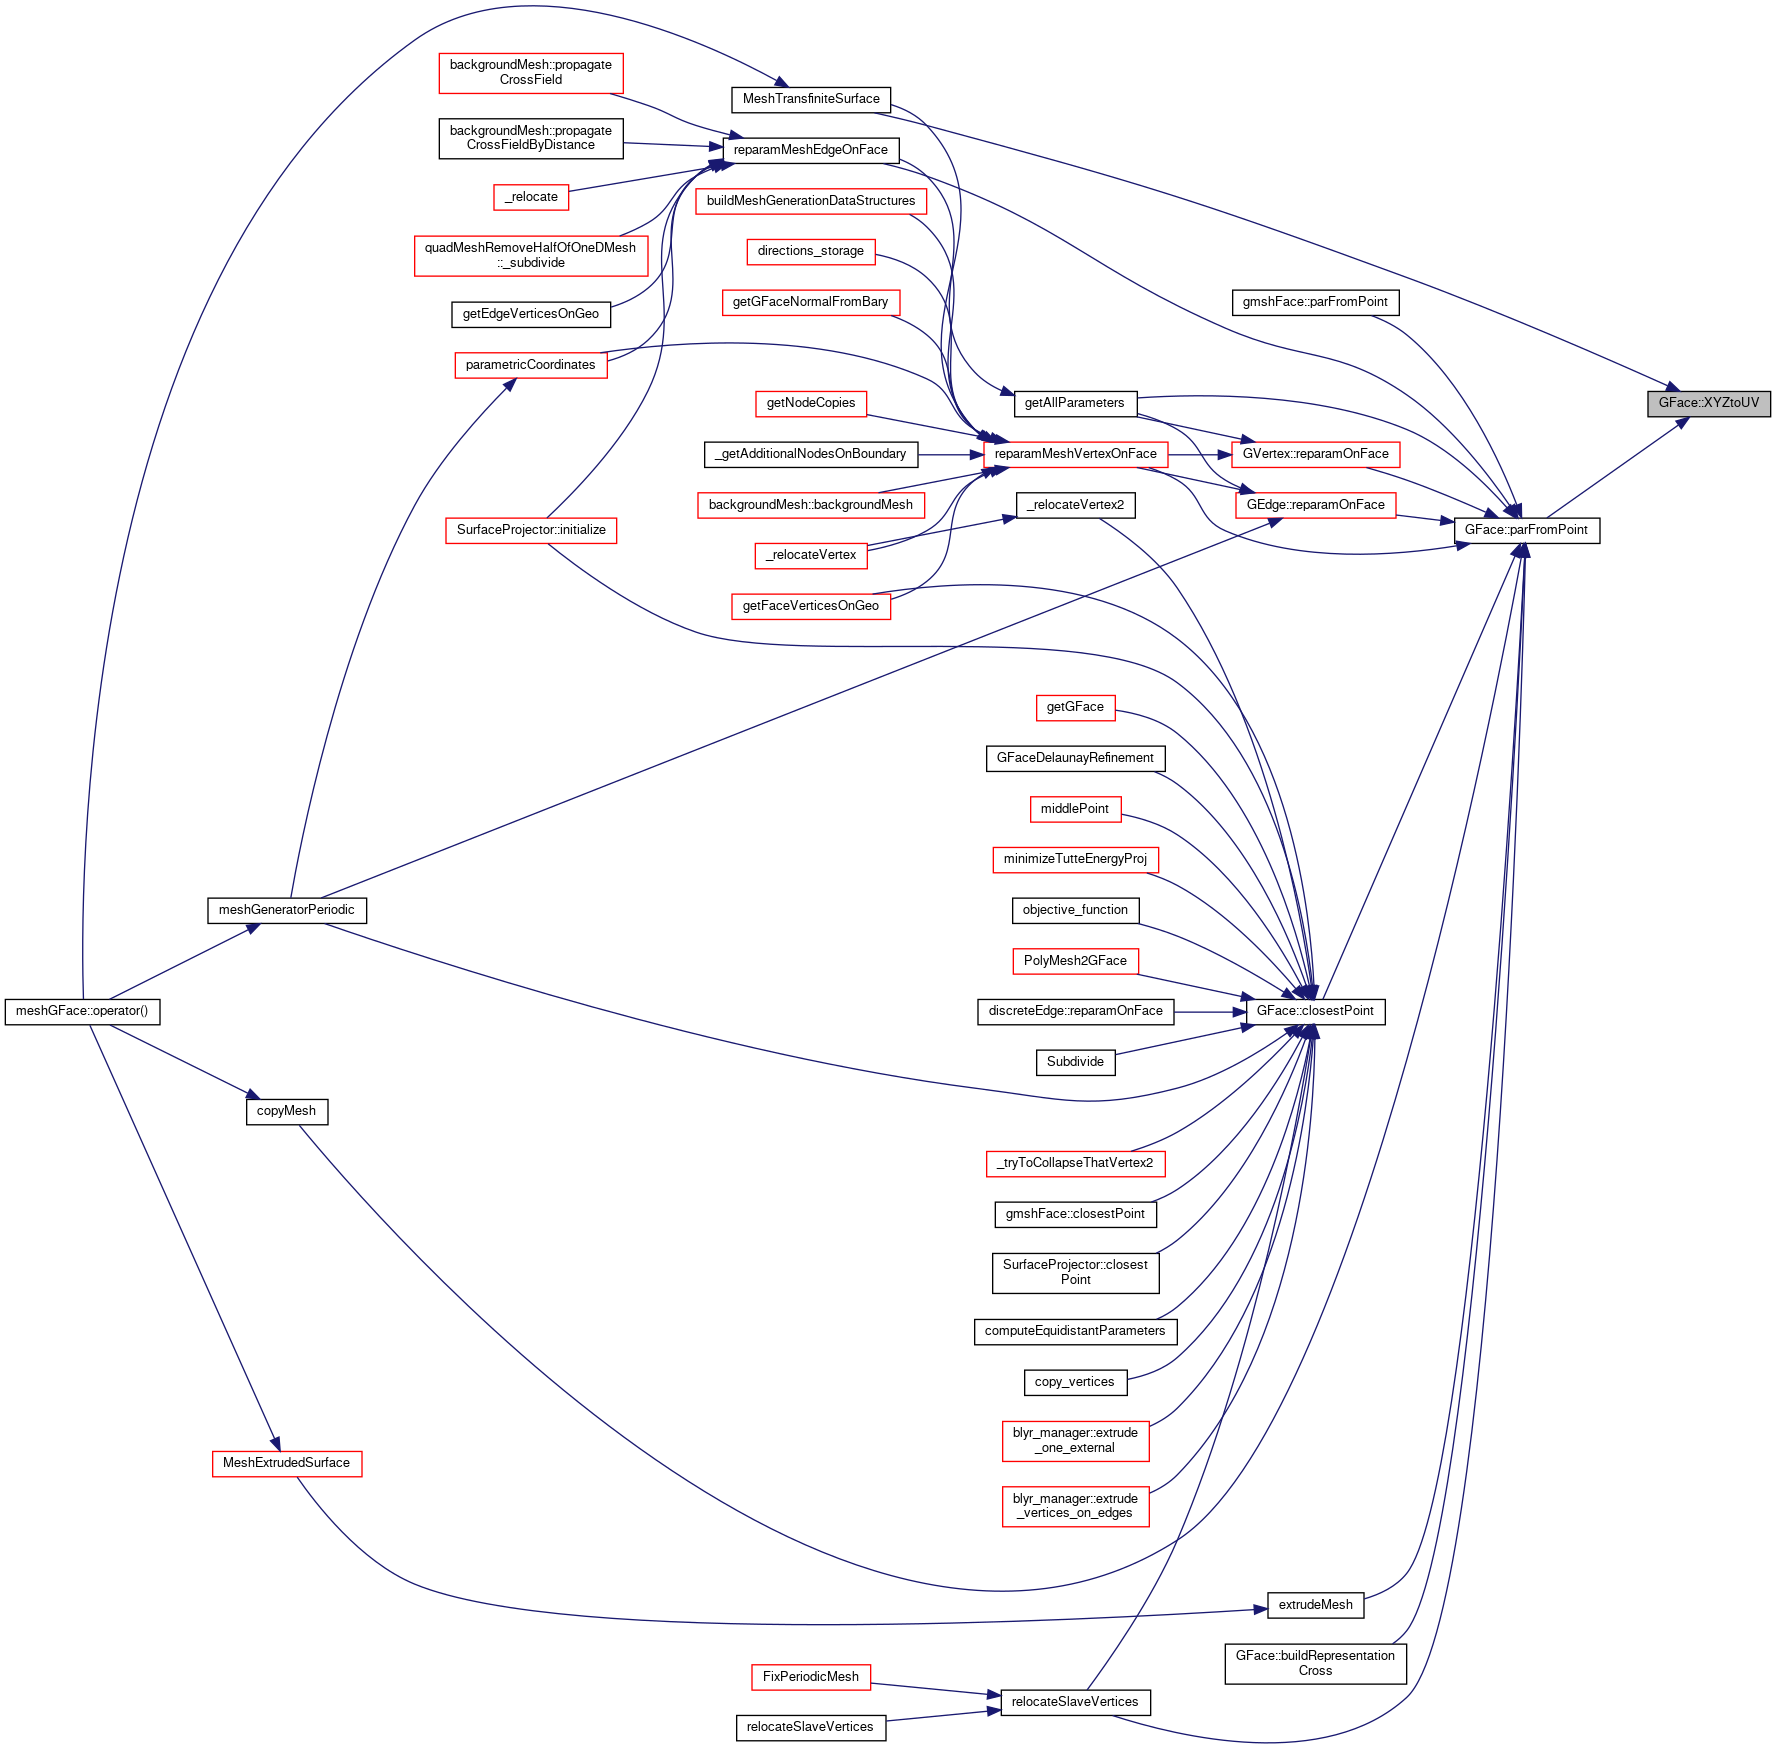 backgroundMesh::propagate
CrossField
MeshTransfiniteSurface
backgroundMesh::propagate
CrossFieldByDistance
reparamMeshEdgeOnFace
_relocate
buildMeshGenerationDataStructures
quadMeshRemoveHalfOfOneDMesh
::_subdivide
directions_storage
getEdgeVerticesOnGeo
getGFaceNormalFromBary
gmshFace::parFromPoint
parametricCoordinates
getNodeCopies
getAllParameters
GFace::XYZtoUV
_getAdditionalNodesOnBoundary
reparamMeshVertexOnFace
GVertex::reparamOnFace
backgroundMesh::backgroundMesh
_relocateVertex2
GEdge::reparamOnFace
SurfaceProjector::initialize
GFace::parFromPoint
_relocateVertex
getFaceVerticesOnGeo
getGFace
GFaceDelaunayRefinement
middlePoint
minimizeTutteEnergyProj
meshGeneratorPeriodic
objective_function
PolyMesh2GFace
meshGFace::operator()
discreteEdge::reparamOnFace
GFace::closestPoint
Subdivide
copyMesh
_tryToCollapseThatVertex2
gmshFace::closestPoint
SurfaceProjector::closest
Point
computeEquidistantParameters
copy_vertices
blyr_manager::extrude
_one_external
MeshExtrudedSurface
blyr_manager::extrude
_vertices_on_edges
extrudeMesh
GFace::buildRepresentation
Cross
FixPeriodicMesh
relocateSlaveVertices
relocateSlaveVertices